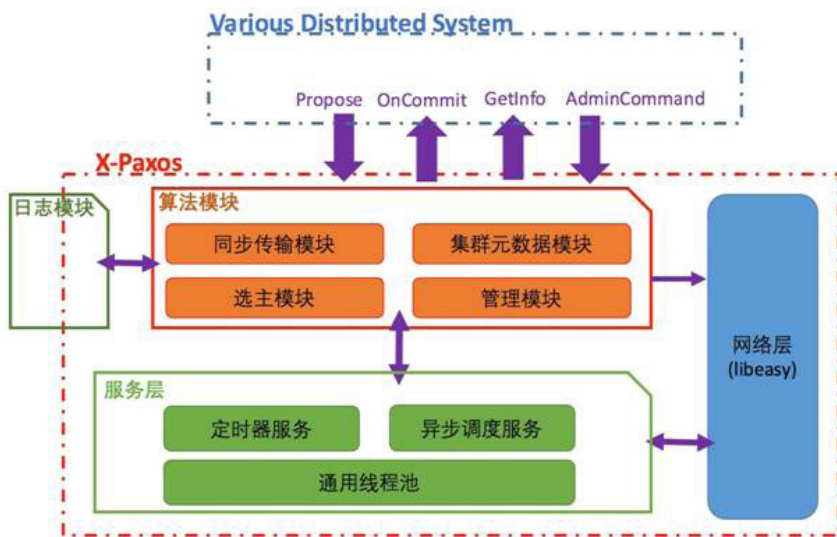 Various Distributed System
Propose OnCommit GetInfo AdminCommand
X-Paxos
日志模块
算法模块
同步传输模块
集群元数据模块
选主模块
管理模块
网络层
(libeasy)
服务层
定时器服务
异步调度服务
通用线程池